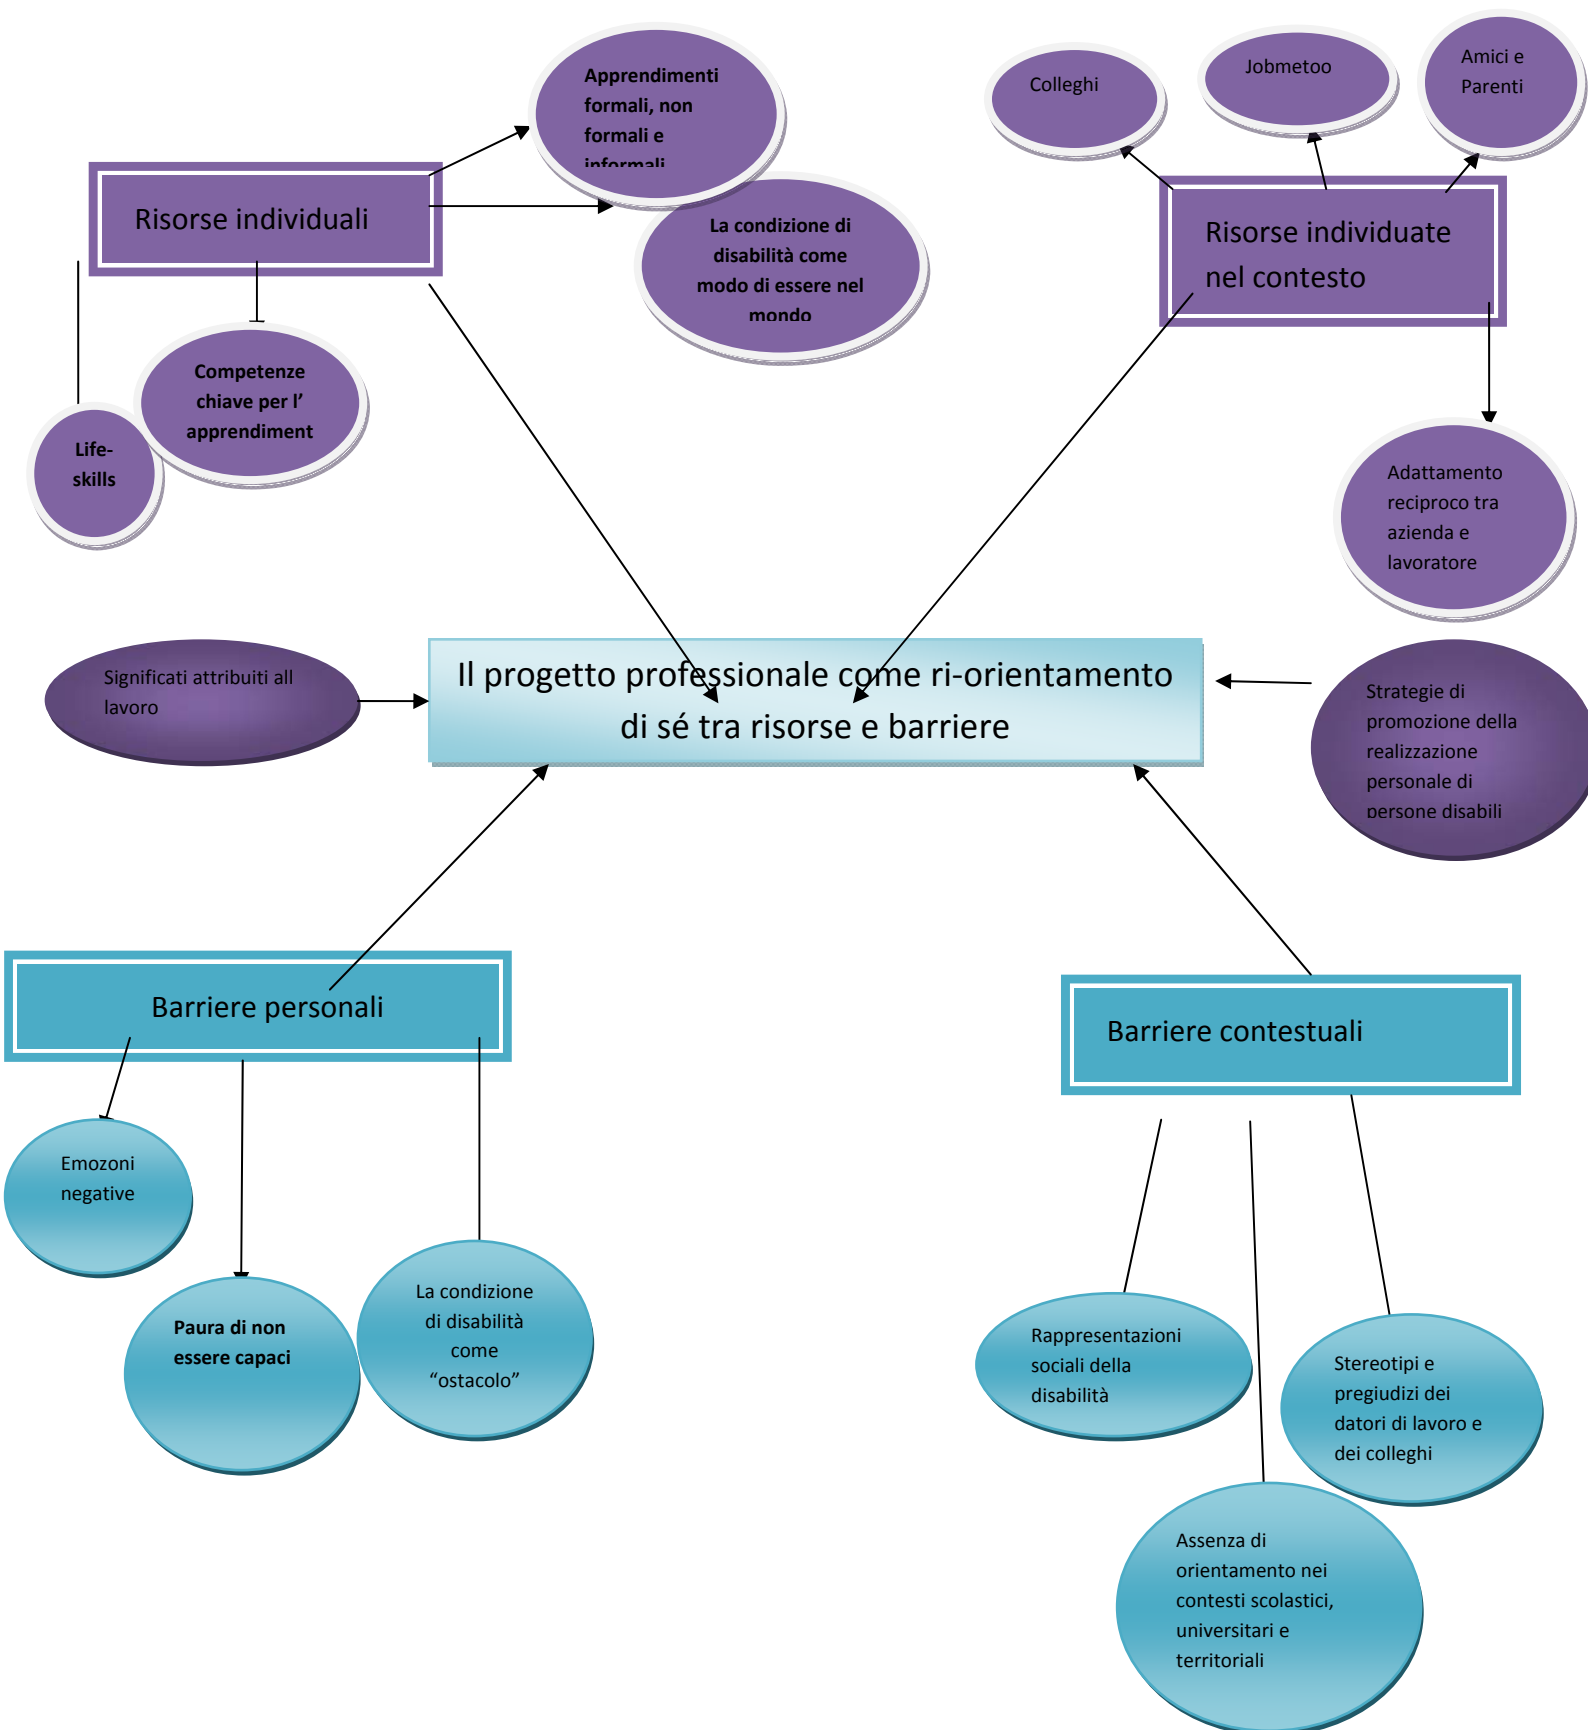 Apprendimenti
formali, non
formali e
informali
Colleghi
Jobmetoo
Amici e
Parenti
Risorse individuali
La condizione di
disabilità come
modo di essere nel
mondo
Risorse individuate
nel contesto
Competenze
chiave per l’
apprendiment
Life-
skills
Adattamento
reciproco tra
azienda e
lavoratore
Significati attribuiti all
lavoro
Il progetto professionale come ri-orientamento
di sé tra risorse e barriere
Strategie di
promozione della
realizzazione
personale di
persone disabili
Barriere personali
Barriere contestuali
Emozoni
negative
Paura di non
essere capaci
La condizione
di disabilità
come
“ostacolo”
Rappresentazioni
sociali della
disabilità
Stereotipi e
pregiudizi dei
datori di lavoro e
dei colleghi
Assenza di
orientamento nei
contesti scolastici,
universitari e
territoriali